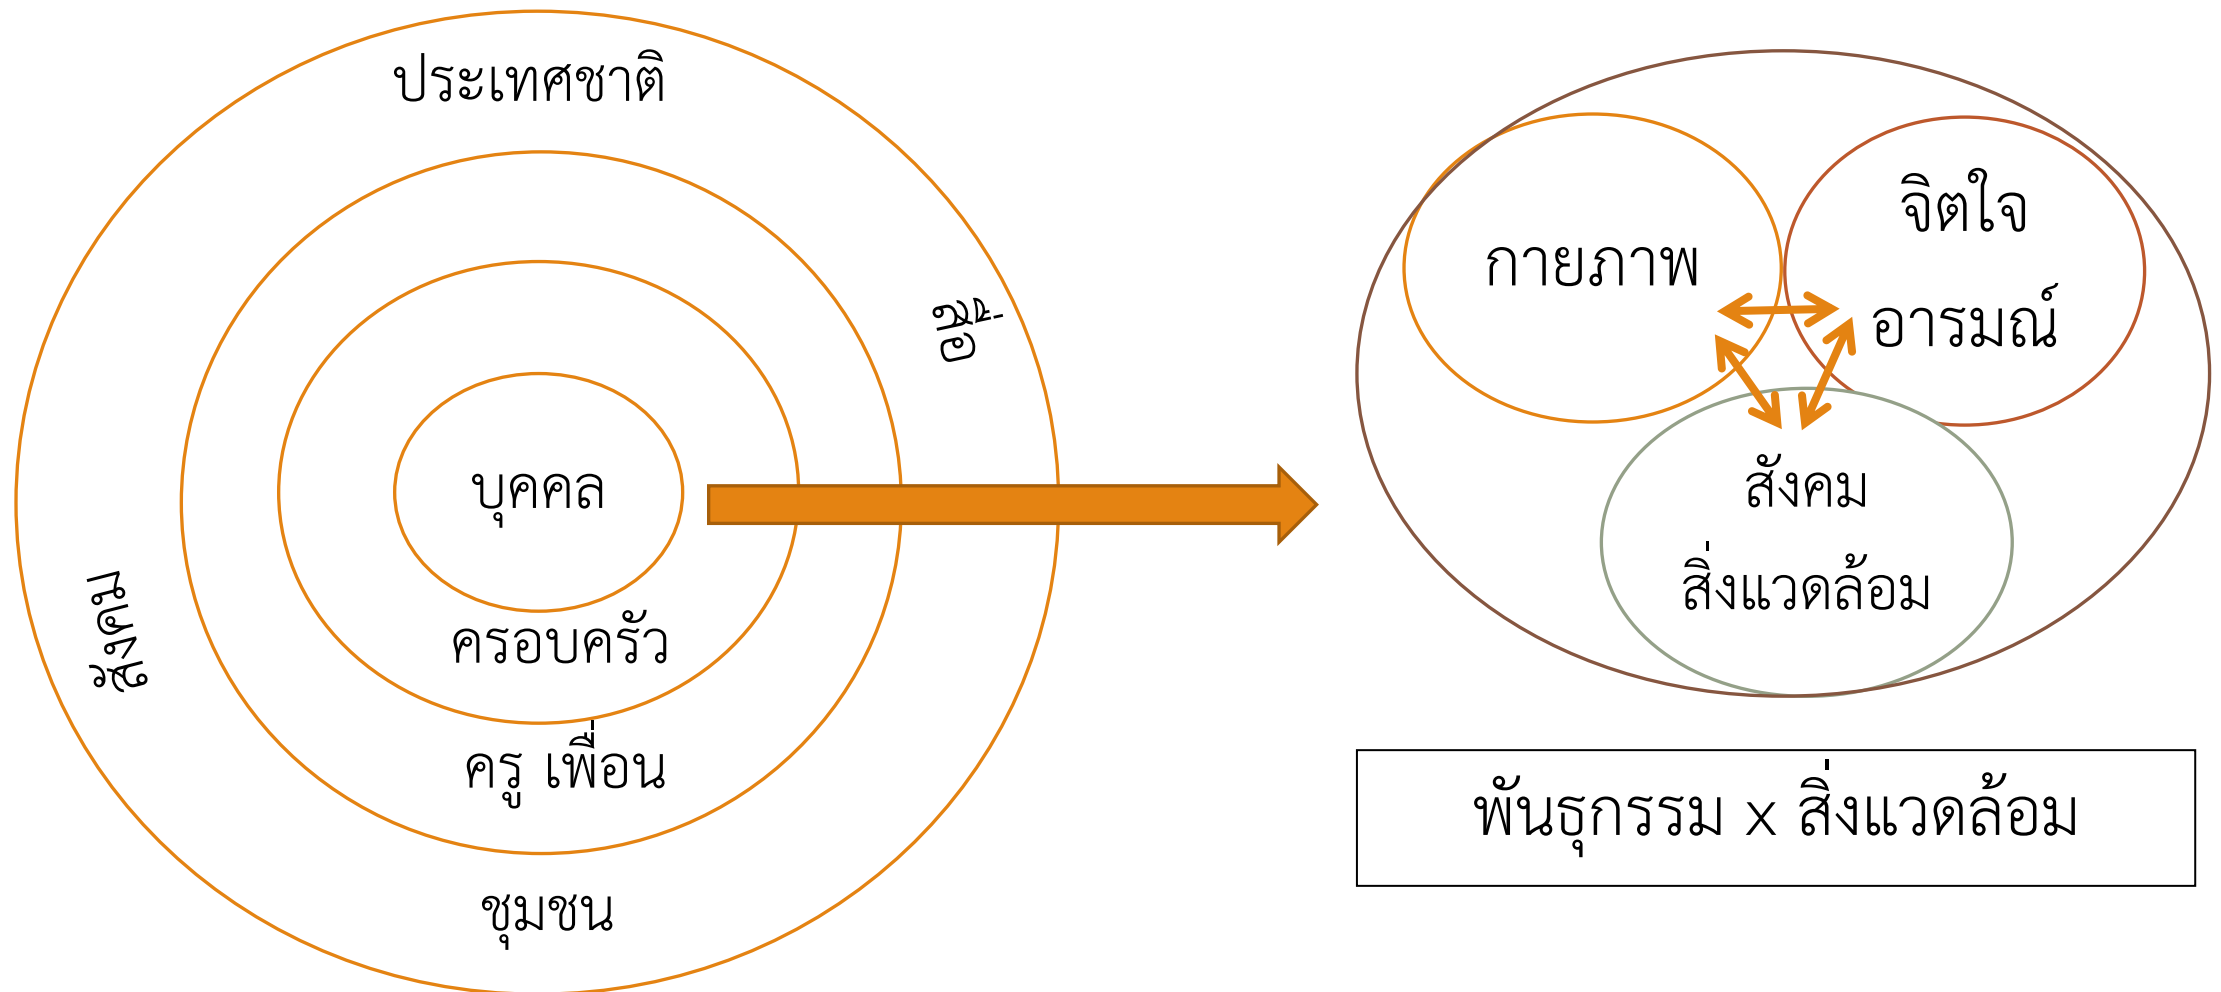 ประเทศชาติ
สื่อ
บุคคล
สังคม
ครอบครัว
ครู เพื่อน
ชุมชน
กายภาพ
จิตใจ
อารมณ์
สังคม
สิ่งแวดล้อม
พันธุกรรม x สิ่งแวดล้อม